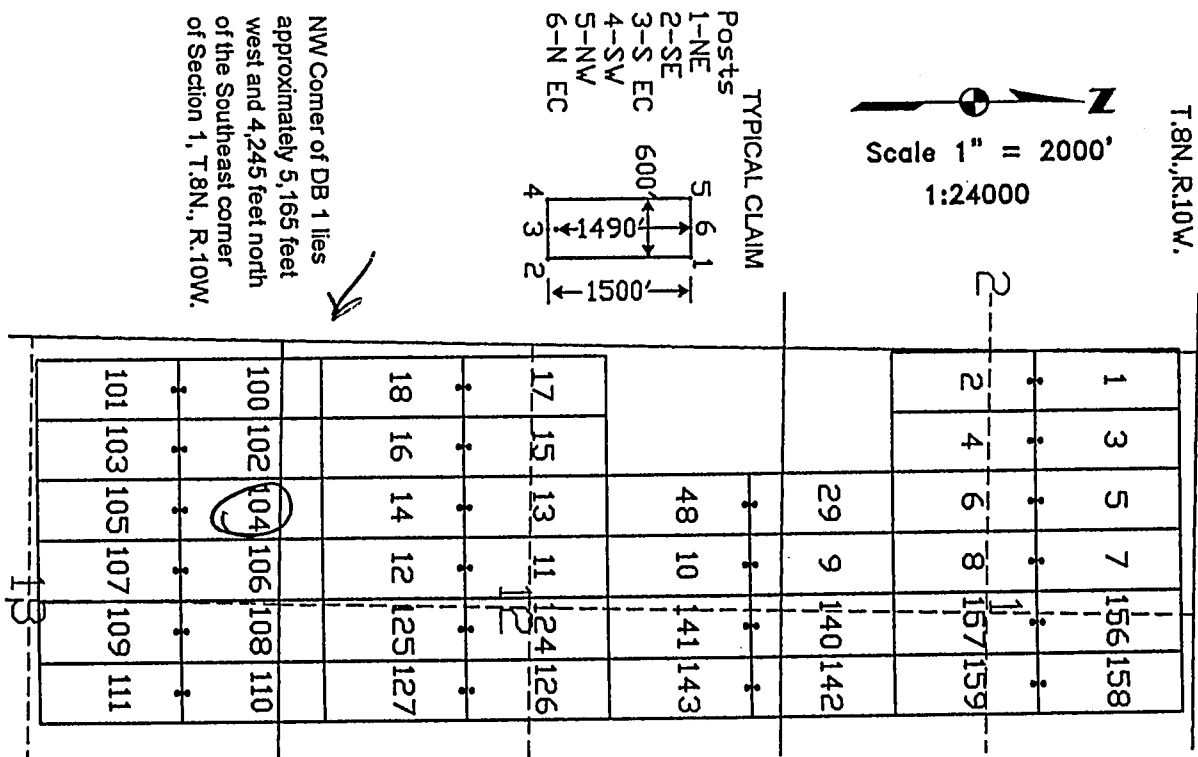 T.8N.,R.10W.
Z
Scale 1" = 2000'
1:24000
TYPICAL CLAIM
Posts
1-NE
2-SE
3-S EC
4-SW
5-NW
6-N EC
5 6 1
600'
1490'
1500'
4 3 2
NW Corner of DB 1 lies
approximately 5,165 feet
west and 4,245 feet north
of the Southeast corner
of Section 1, T.8N., R.10W.
2
1 3 5 7 156 158
1
2 4 6 8 157 159
29 9 140 142
48 10 141 143
17 15 13 11 124 126
12
18 16 14 12 125 127
100 102 104 106 108 110
101 103 105 107 109 111
13